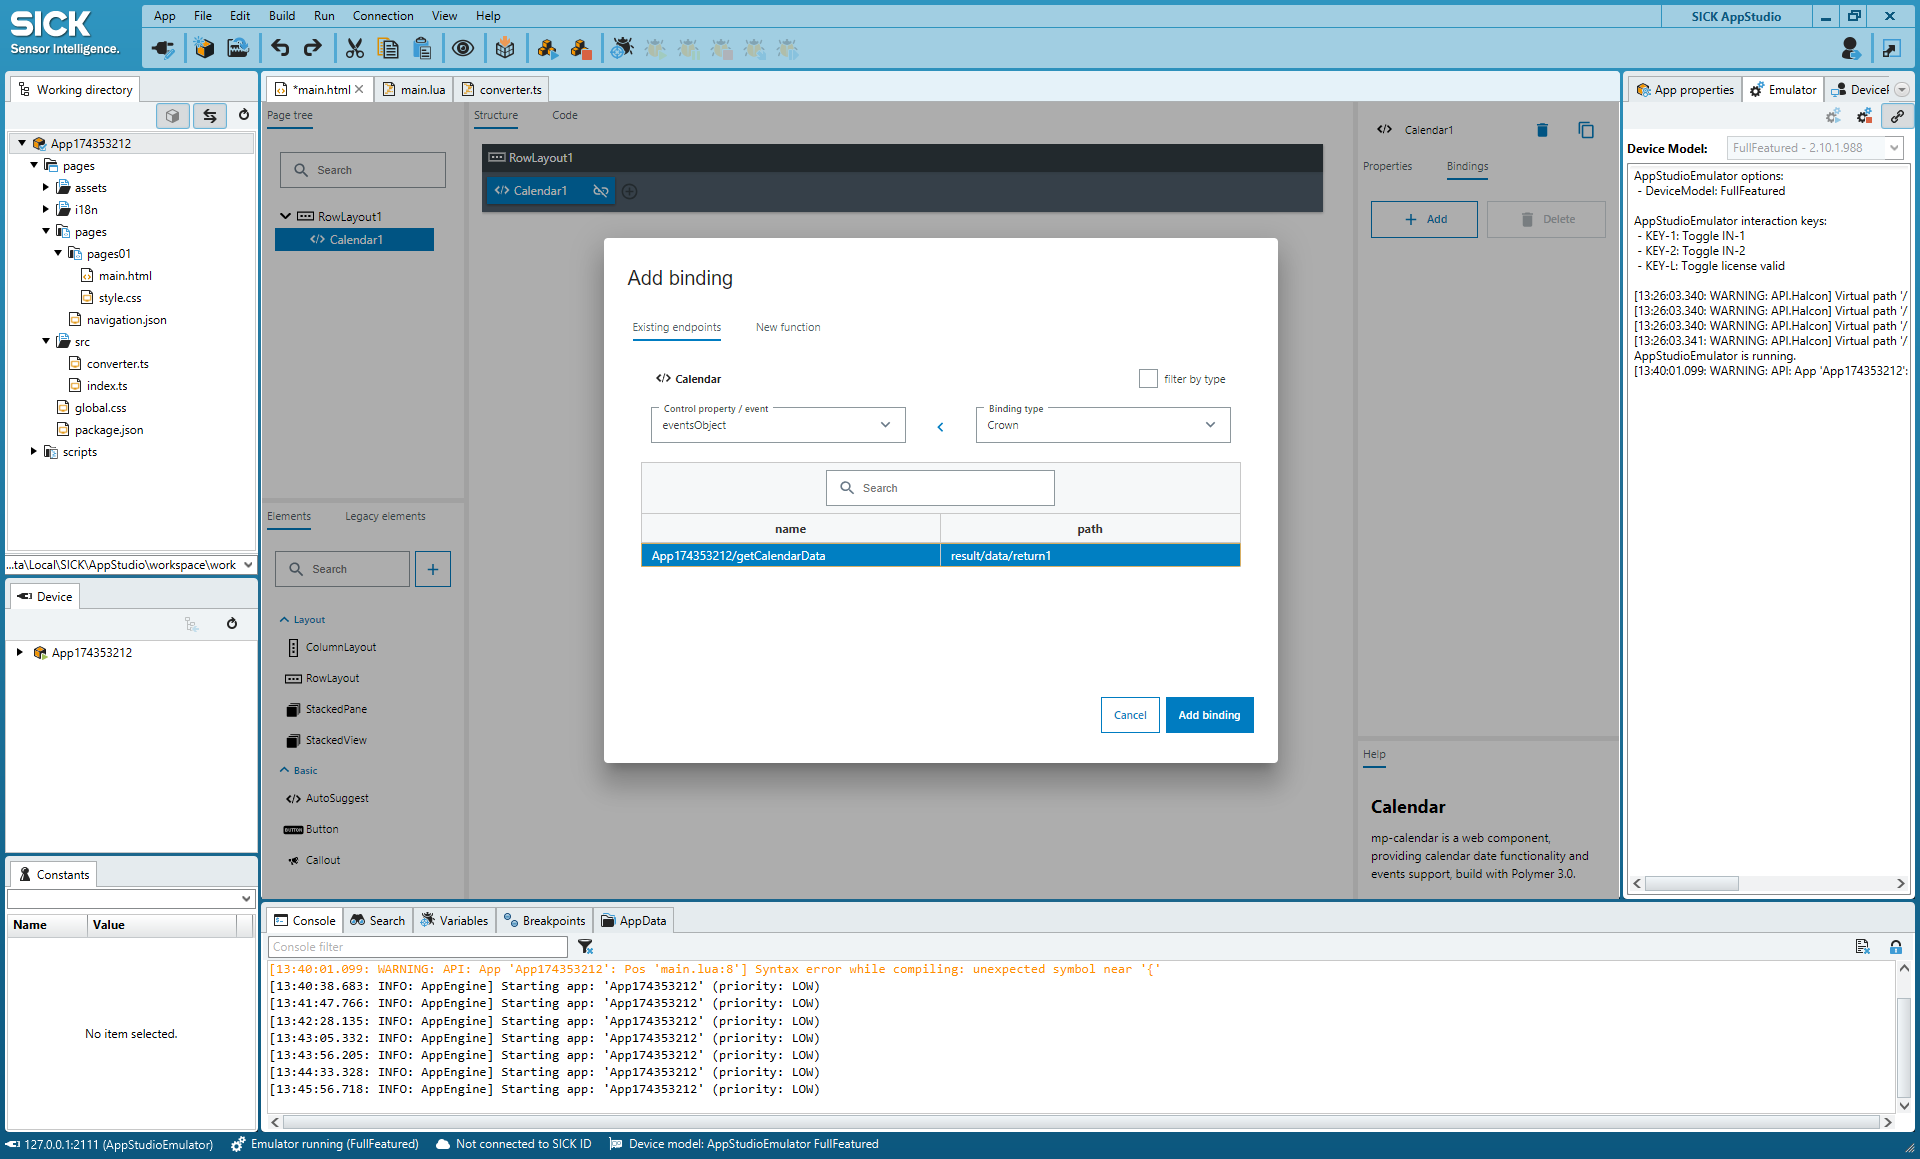 SICK
Sensor Intelligence.
App File Edit Build Run Connection View Help
SICK AppStudio
Working directory
App174353212
pages
assets
i18n
pages
pages01
main.html
style.css
navigation.json
src
converter.ts
index.ts
global.css
package.json
scripts
...ta\Local\SICK\AppStudio\workspace\work
Device
App174353212
Constants
Name Value
No item selected.
*main.html main.lua converter.ts
Page tree
Search
RowLayout1
Calendar1
Elements Legacy elements
Search
Layout
ColumnLayout
RowLayout
StackedPane
StackedView
Basic
AutoSuggest
BUTTON Button
Callout
Structure Code
RowLayout1
Calendar1
Add binding
Existing endpoints New function
Calendar
filter by type
Control property / event
eventsObject
Binding type
Crown
Search
name path
App174353212/getCalendarData result/data/return1
Cancel Add binding
Calendar1
Properties Bindings
Add Delete
Help
Calendar
mp-calendar is a web component,
providing calendar date functionality and
events support, build with Polymer 3.0.
App properties Emulator
Device Model: FullFeatured - 2.10.1.988
AppStudioEmulator options:
- DeviceModel: FullFeatured
AppStudioEmulator interaction keys:
- KEY-1: Toggle IN-1
- KEY-2: Toggle IN-2
- KEY-L: Toggle license valid
[13:26:03.340: WARNING: API.Halcon] Virtual path '/
[13:26:03.340: WARNING: API.Halcon] Virtual path '/
[13:26:03.340: WARNING: API.Halcon] Virtual path '/
[13:26:03.341: WARNING: API.Halcon] Virtual path '/
AppStudioEmulator is running.
[13:40:01.099: WARNING: API: App 'App174353212':
Console Search Variables Breakpoints AppData
Console filter
[13:40:01.099: WARNING: API: App 'App174353212': Pos 'main.lua:8'] Syntax error while compiling: unexpected symbol near '{'
[13:40:38.683: INFO: AppEngine] Starting app: 'App174353212' (priority: LOW)
[13:41:47.766: INFO: AppEngine] Starting app: 'App174353212' (priority: LOW)
[13:42:28.135: INFO: AppEngine] Starting app: 'App174353212' (priority: LOW)
[13:43:05.332: INFO: AppEngine] Starting app: 'App174353212' (priority: LOW)
[13:43:56.205: INFO: AppEngine] Starting app: 'App174353212' (priority: LOW)
[13:44:33.328: INFO: AppEngine] Starting app: 'App174353212' (priority: LOW)
[13:45:56.718: INFO: AppEngine] Starting app: 'App174353212' (priority: LOW)
127.0.0.1:2111 (AppStudioEmulator) Emulator running (FullFeatured) Not connected to SICK ID Device model: AppStudioEmulator FullFeatured